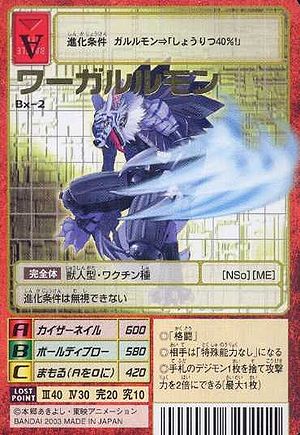 V
進化条件 ガルルモン⇒「しょうりつ40%!」
ワーガルルモン
Bx-2
完全体 獣人型・ワクチン種 [NSo][ME]
進化条件は無視できない
A カイザーネイル 600
B ボールディブロー 580
C まもる(Aを0に) 420
◎「格闘」
◎相手は「特殊能力なし」になる
◎手札のデジモン1枚を捨て攻撃
力を2倍にできる(最大1枚)
LOST POINT Ⅲ40 Ⅳ30 完20 究10
©本郷あきよし・東映アニメーション
BANDAI 2003 MADE IN JAPAN